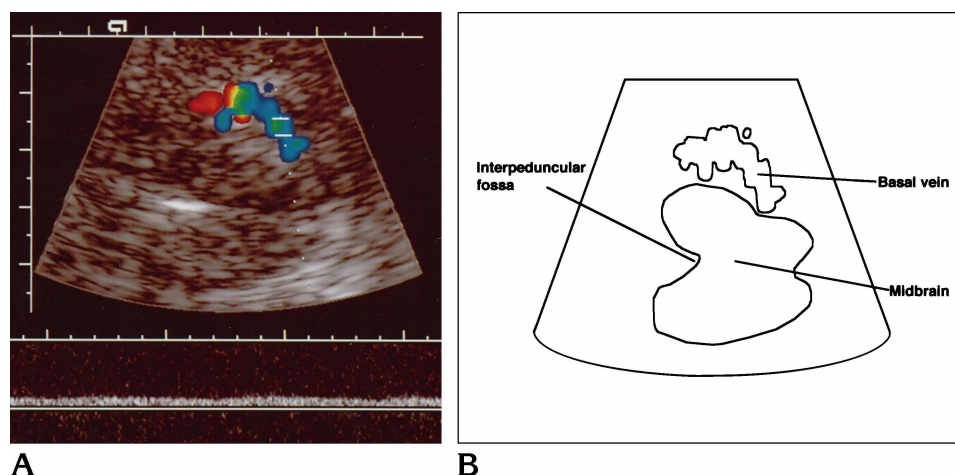 Interpeduncular
fossa
Basal vein
Midbrain
A
B